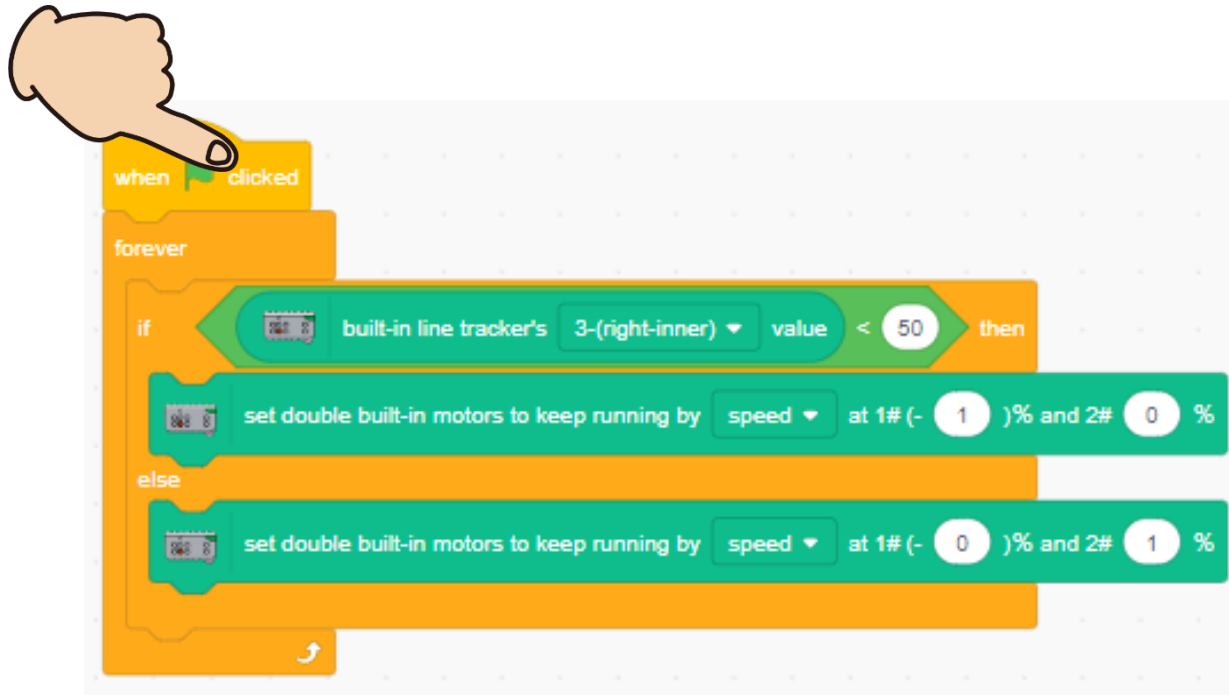 when clicked
forever
if built-in line tracker's 3-(right-inner) value < 50 then
set double built-in motors to keep running by speed at 1# (- 1 )% and 2# 0 %
else
set double built-in motors to keep running by speed at 1# (- 0 )% and 2# 1 %